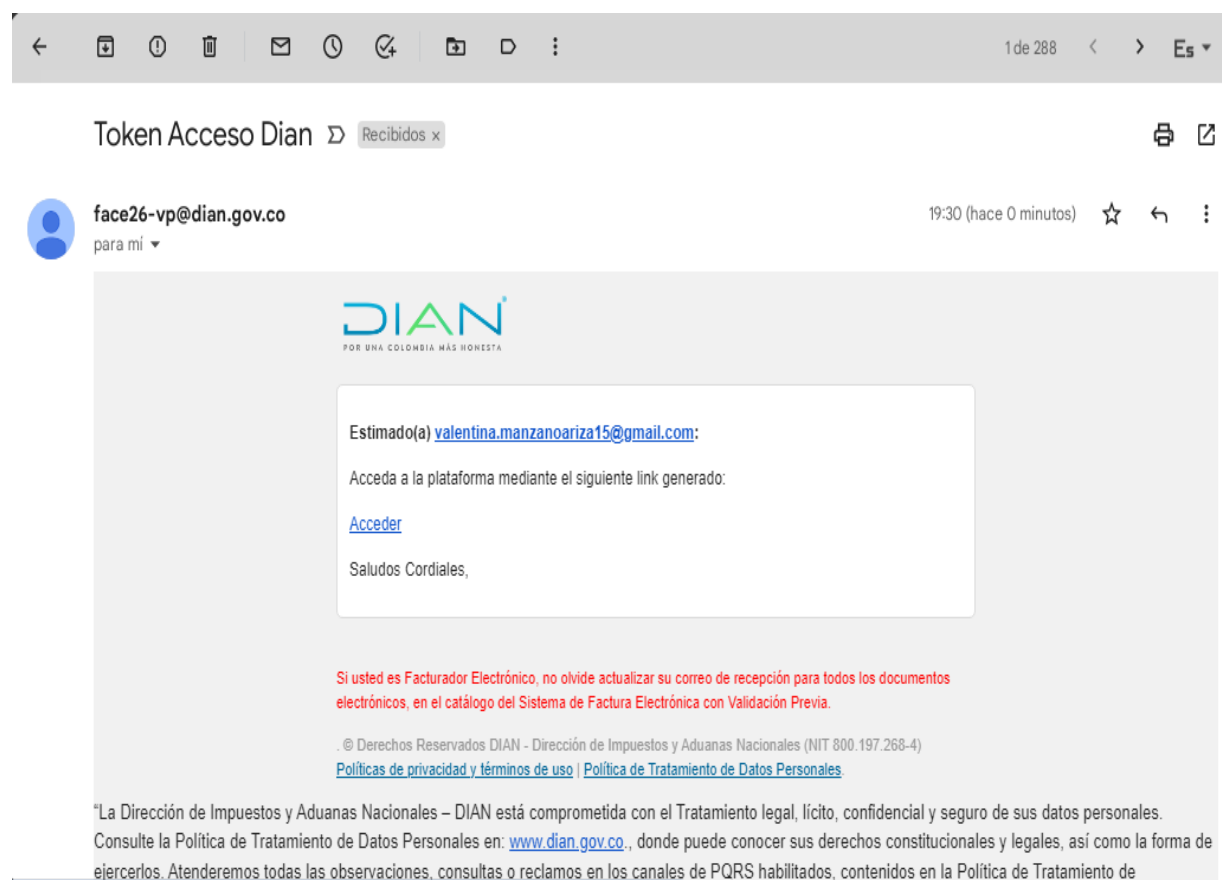 1 de 288
Es
Token Acceso Dian
Recibidos ×
face26-vp@dian.gov.co
19:30 (hace 0 minutos)
para mí
DIAN
POR UNA COLOMBIA MÁS HONESTA
Estimado(a) valentina.manzanoariza15@gmail.com:
Acceda a la plataforma mediante el siguiente link generado:
Acceder
Saludos Cordiales,
Si usted es Facturador Electrónico, no olvide actualizar su correo de recepción para todos los documentos
electrónicos, en el catálogo del Sistema de Factura Electrónica con Validación Previa.
. © Derechos Reservados DIAN - Dirección de Impuestos y Aduanas Nacionales (NIT 800.197.268-4)
Políticas de privacidad y términos de uso | Política de Tratamiento de Datos Personales.
“La Dirección de Impuestos y Aduanas Nacionales – DIAN está comprometida con el Tratamiento legal, lícito, confidencial y seguro de sus datos personales.
Consulte la Política de Tratamiento de Datos Personales en: www.dian.gov.co., donde puede conocer sus derechos constitucionales y legales, así como la forma de
ejercerlos. Atenderemos todas las observaciones, consultas o reclamos en los canales de PQRS habilitados, contenidos en la Política de Tratamiento de